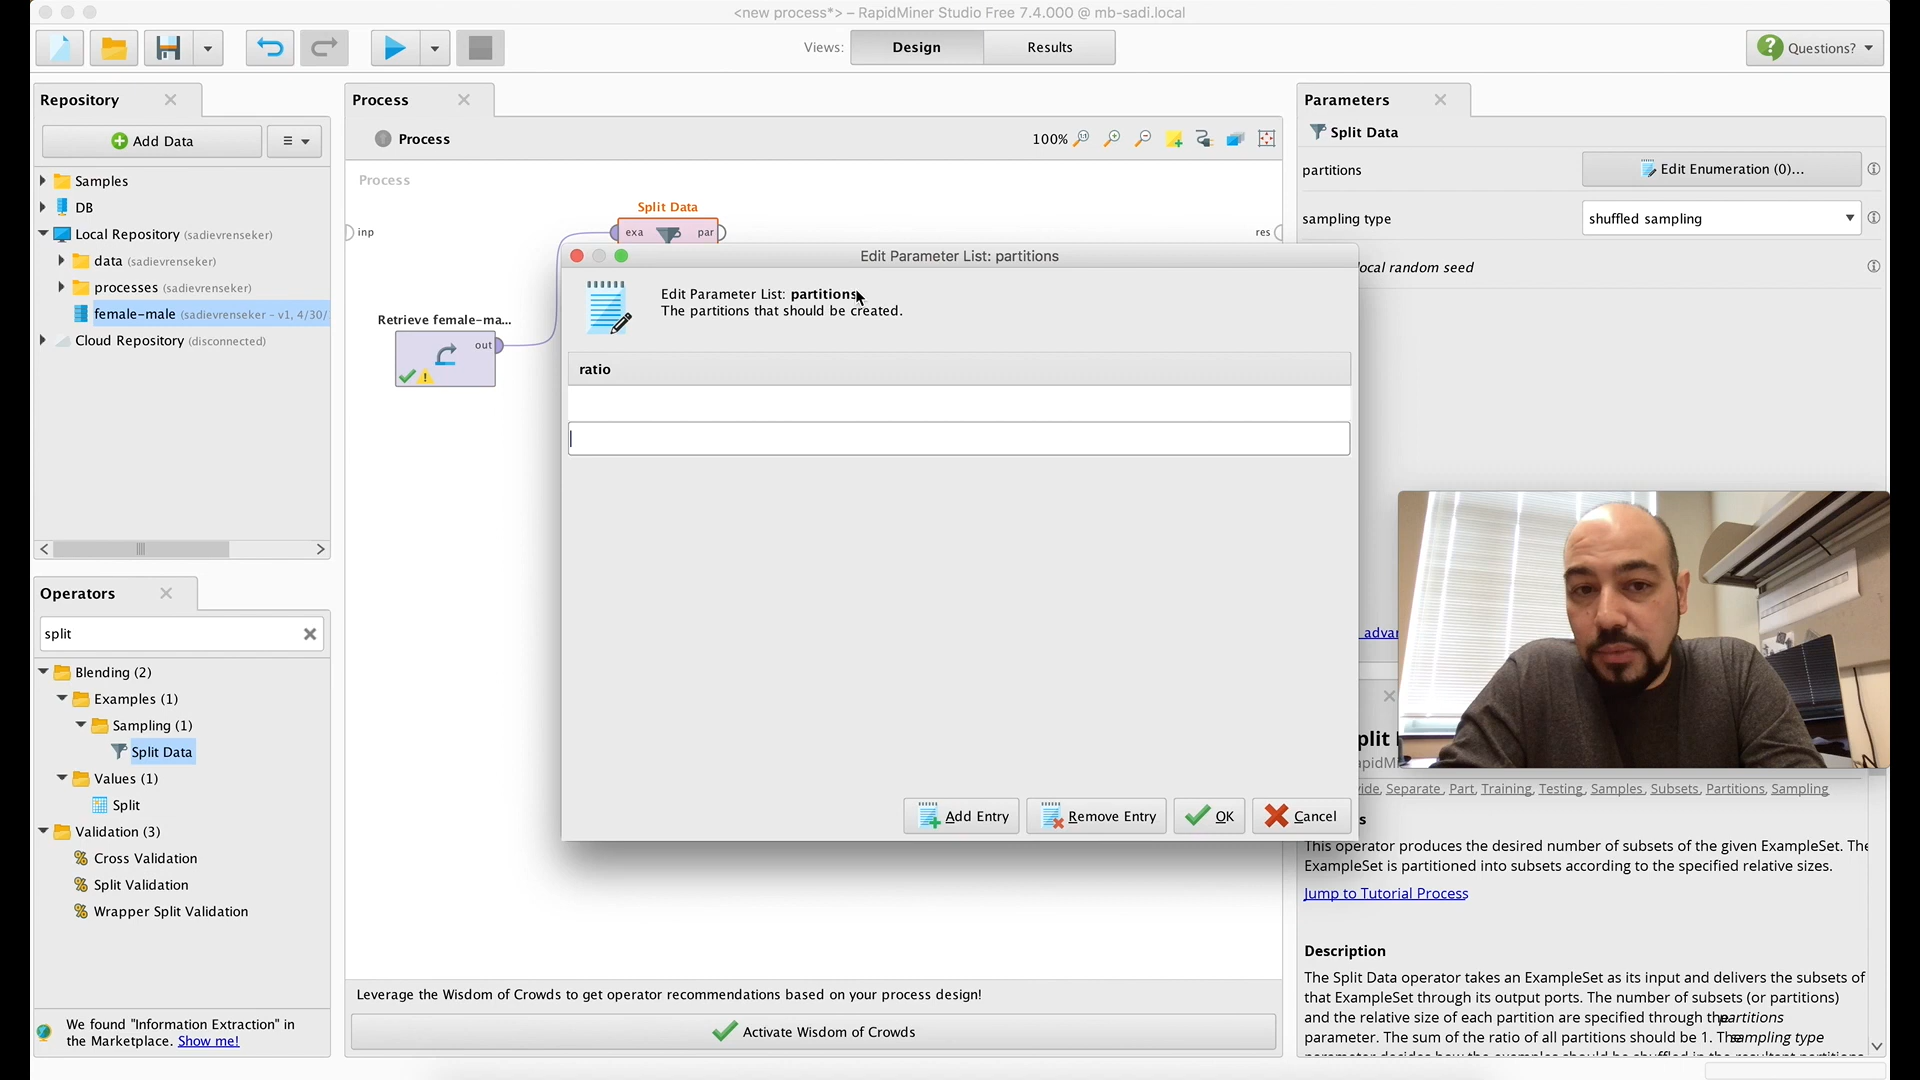 <new process*> – RapidMiner Studio Free 7.4.000 @ mb-sadi.local
Views:
Design
Results
Questions?
Repository
Add Data
Samples
DB
Local Repository (sadievrenseker)
data (sadievrenseker)
processes (sadievrenseker)
female-male (sadievrenseker – v1, 4/30/
Cloud Repository (disconnected)
Operators
split
Blending (2)
Examples (1)
Sampling (1)
Split Data
Values (1)
Split
Validation (3)
Cross Validation
Split Validation
Wrapper Split Validation
We found "Information Extraction" in
the Marketplace. Show me!
Process
Process
100%
Process
inp
Split Data
exa
par
res
Retrieve female-ma...
out
Edit Parameter List: partitions
Edit Parameter List: partitions
The partitions that should be created.
ratio
Add Entry
Remove Entry
OK
Cancel
Leverage the Wisdom of Crowds to get operator recommendations based on your process design!
Activate Wisdom of Crowds
Parameters
Split Data
partitions
Edit Enumeration (0)...
sampling type
shuffled sampling
local random seed
Separate, Part, Training, Testing, Samples, Subsets, Partitions, Sampling
This operator produces the desired number of subsets of the given ExampleSet. The
ExampleSet is partitioned into subsets according to the specified relative sizes.
Jump to Tutorial Process
Description
The Split Data operator takes an ExampleSet as its input and delivers the subsets of
that ExampleSet through its output ports. The number of subsets (or partitions)
and the relative size of each partition are specified through the partitions
parameter. The sum of the ratio of all partitions should be 1. The sampling type